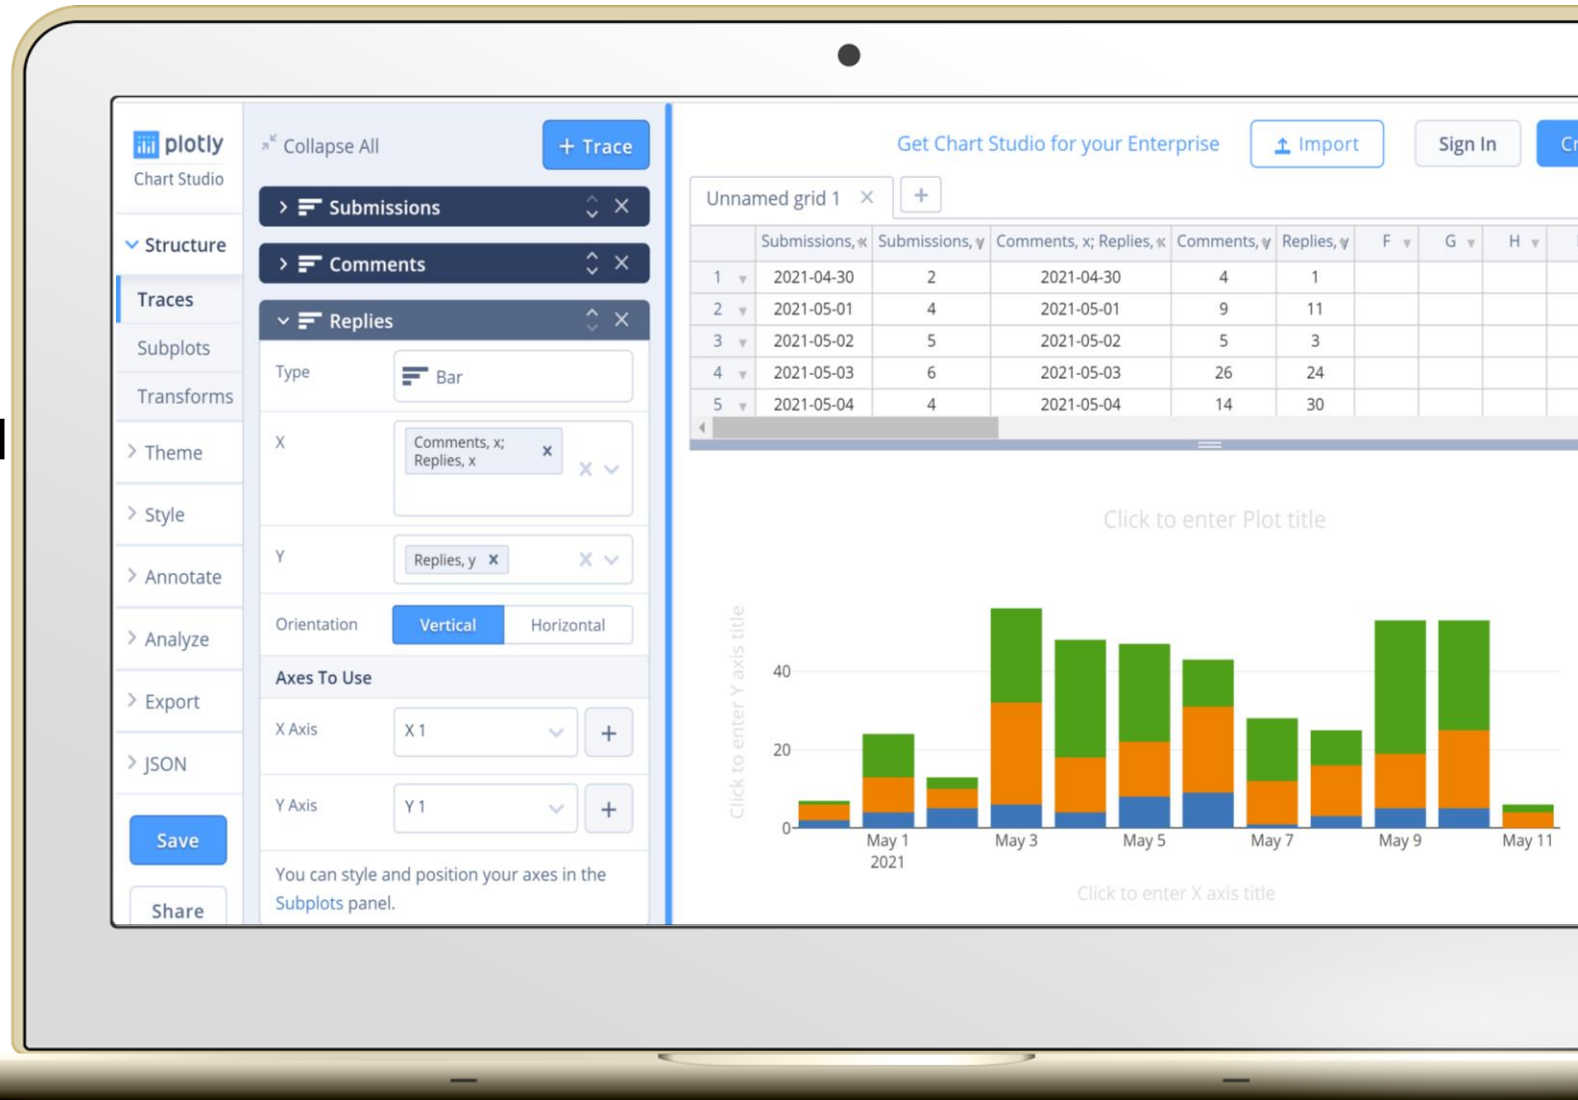 plotly
Chart Studio
Structure
Traces
Subplots
Transforms
Theme
Style
Annotate
Analyze
Export
JSON
Save
Share
Collapse All
+ Trace
Submissions
Comments
Replies
Type
Bar
X
Comments, x;
Replies, x
Y
Replies, y
Orientation
Vertical
Horizontal
Axes To Use
X Axis
X 1
Y Axis
Y 1
You can style and position your axes in the
Subplots panel.
Get Chart Studio for your Enterprise
Import
Sign In
Unnamed grid 1
Submissions, Submissions, y Comments, x; Replies, Comments, Replies, F G H
1 2021-04-30 2 2021-04-30 4 1
2 2021-05-01 4 2021-05-01 9 11
3 2021-05-02 5 2021-05-02 5 3
4 2021-05-03 6 2021-05-03 26 24
5 2021-05-04 4 2021-05-04 14 30
Click to enter Plot title
Click to enter Y axis title
40
20
0
May 1 May 3 May 5 May 7 May 9 May 11
2021
Click to enter X axis title